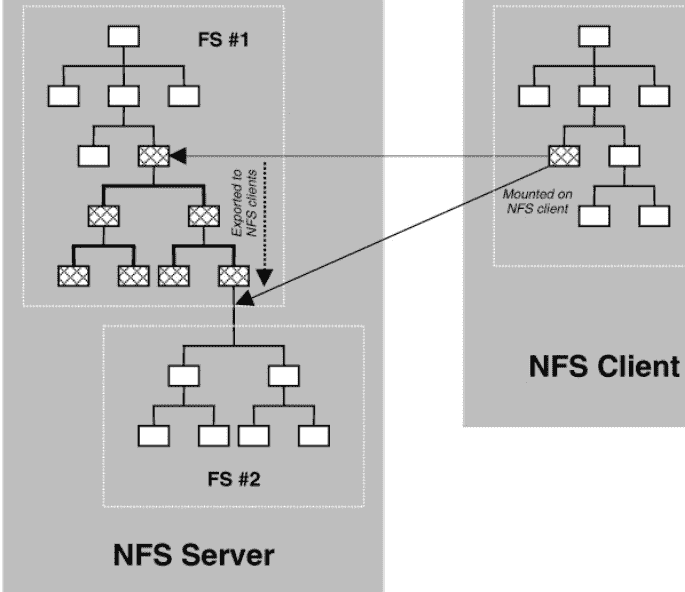 FS #1
Exported to
NFS clients
Mounted on
NFS client
NFS Client
FS #2
NFS Server